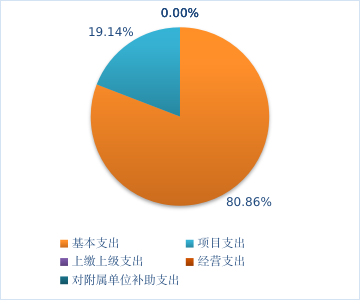 0.00%
19.14%
80.86%
基本支出
项目支出
上缴上级支出
经营支出
对附属单位补助支出